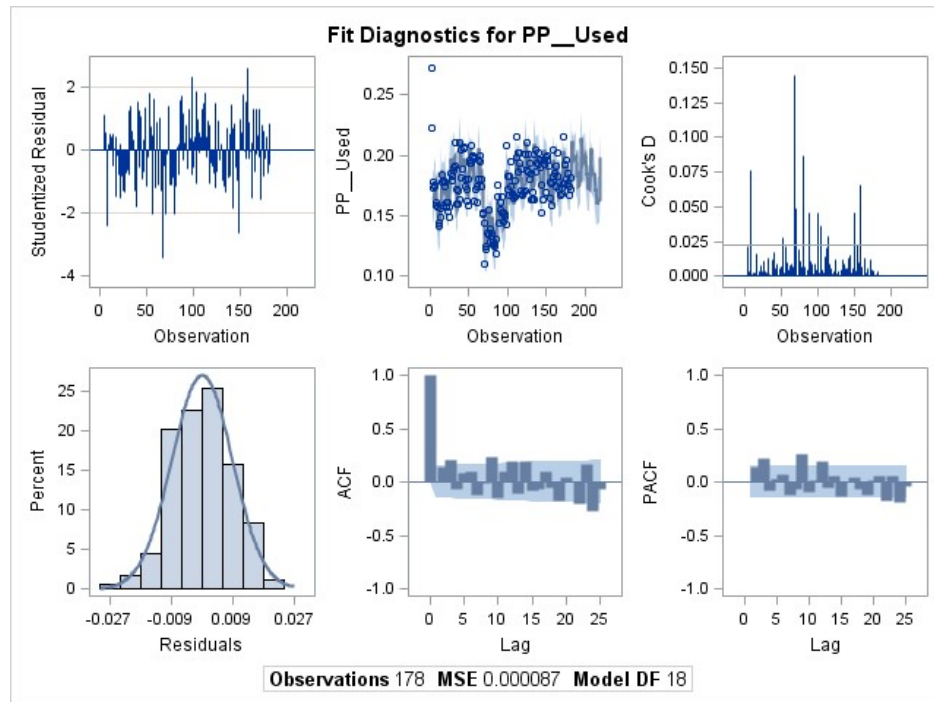 Fit Diagnostics for PP__Used
Studentized Residual
2
0
-2
-4
0 50 100 150 200
Observation
PP__Used
0.25
0.20
0.15
0.10
0 50 100 150 200
Observation
Cook's D
0.150
0.125
0.100
0.075
0.050
0.025
0.000
0 50 100 150 200
Observation
Percent
25
20
15
10
5
0
-0.027 -0.009 0.009 0.027
Residuals
ACF
1.0
0.5
0.0
-0.5
-1.0
0 5 10 15 20 25
Lag
PACF
1.0
0.5
0.0
-0.5
-1.0
0 5 10 15 20 25
Lag
Observations 178 MSE 0.000087 Model DF 18